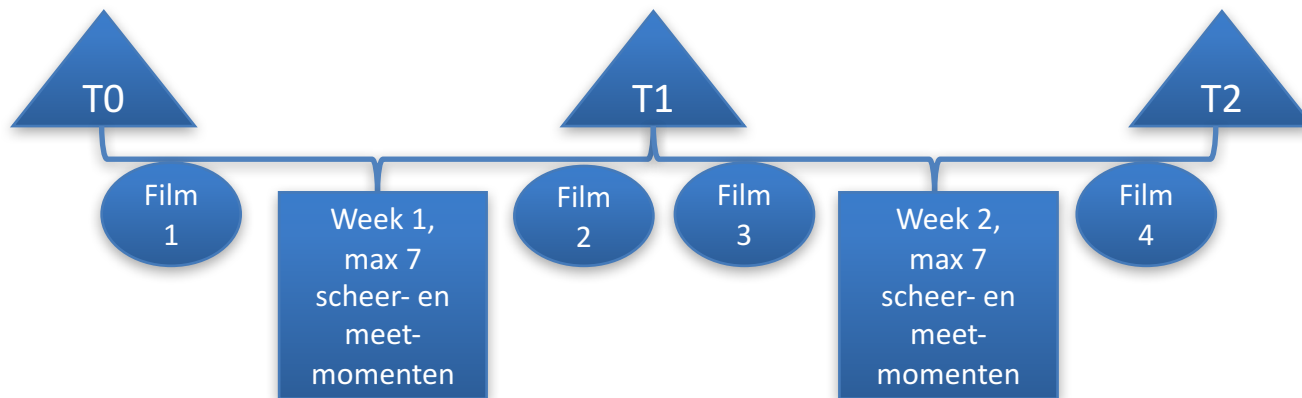 T0
T1
T2
Film
1
Week 1,
max 7
scheer- en
meet-
momenten
Film
2
Film
3
Week 2,
max 7
scheer- en
meet-
momenten
Film
4